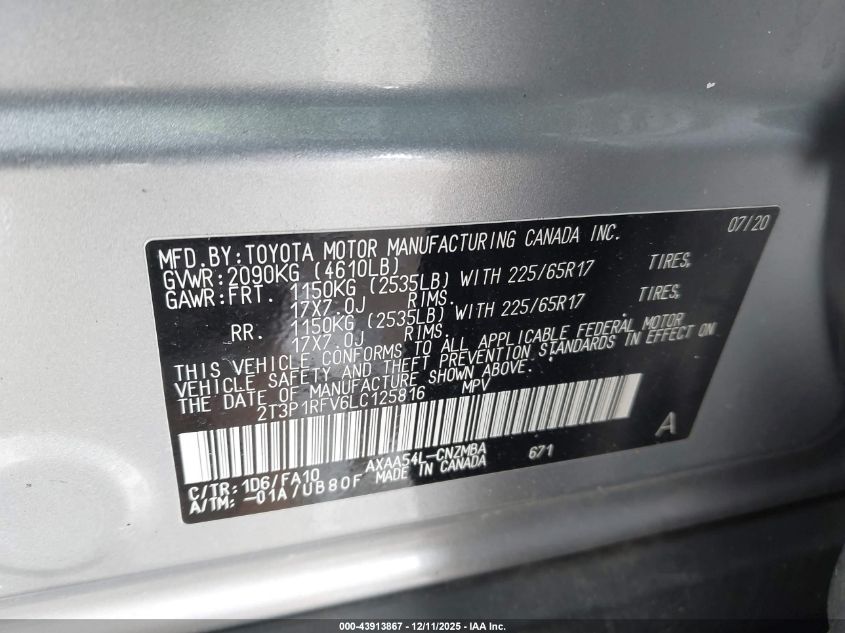 07/20
MFD.BY:TOYOTA MOTOR MANUFACTURING CANADA INC.
GVWR:2090KG (4610LB)
GAWR:FRT. 1150KG (2535LB) WITH 225/65R17 TIRES,
17X7.0J RIMS.
RR. 1150KG (2535LB) WITH 225/65R17 TIRES,
17X7.0J RIMS.
THIS VEHICLE CONFORMS TO ALL APPLICABLE FEDERAL MOTOR
VEHICLE SAFETY AND THEFT PREVENTION STANDARDS IN EFFECT ON
THE DATE OF MANUFACTURE SHOWN ABOVE.
2T3P1RFV6LC125816 MPV
A
C/TR:1D6/FA10 AXAA54L-CNZMBA 671
A/TM:-01A/UB80F MADE IN CANADA
000-43913867 - 12/11/2025 - IAA Inc.